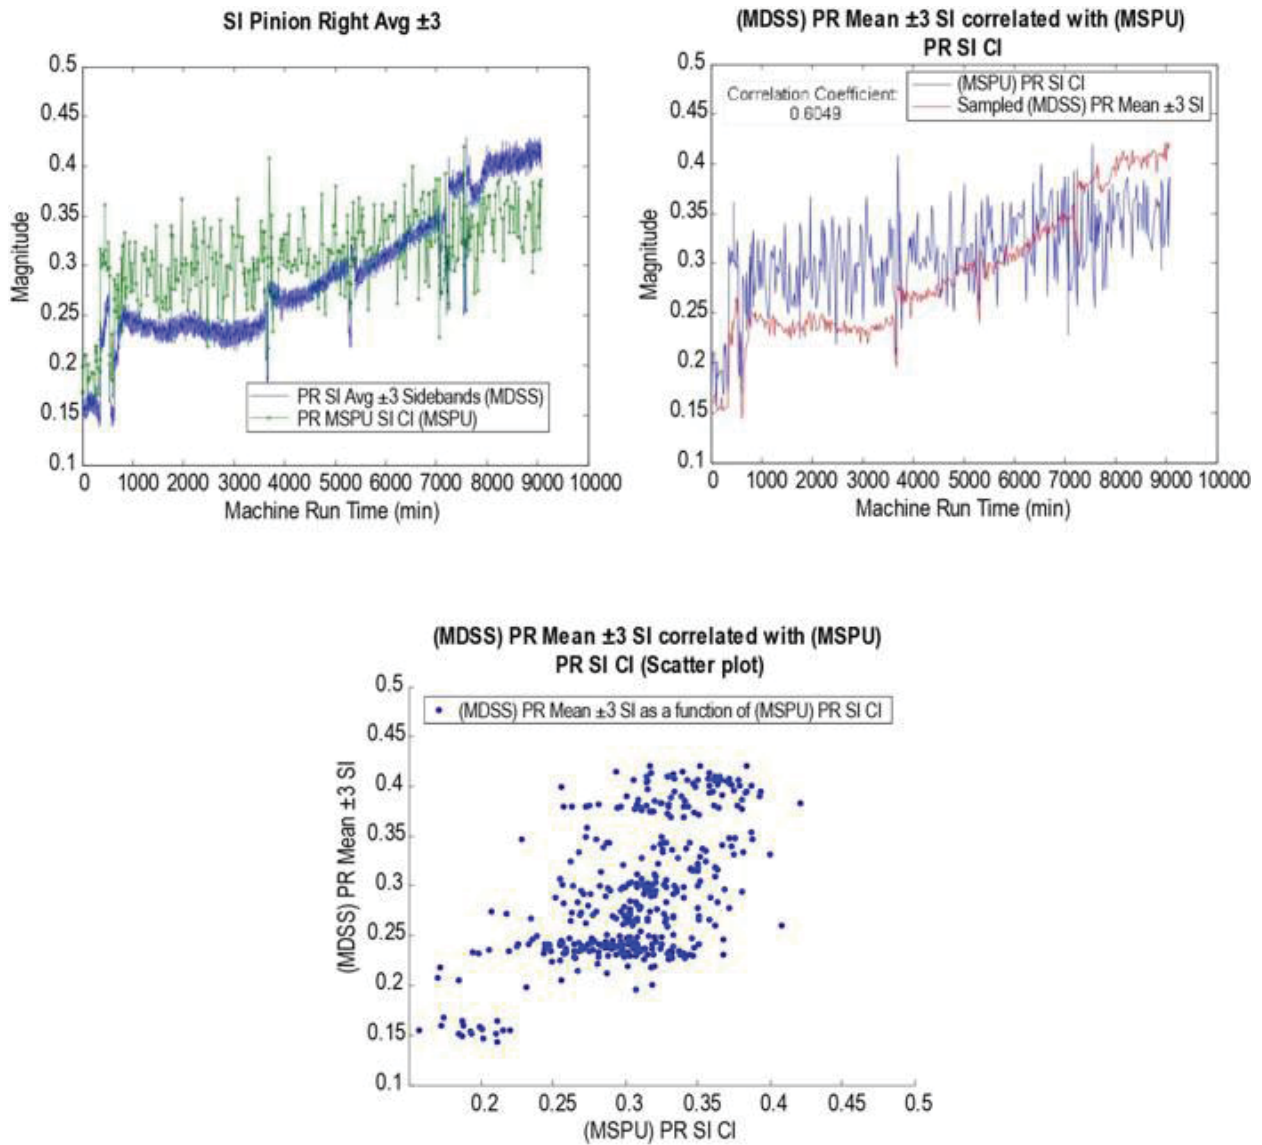 SI Pinion Right Avg ±3
0.5
0.45
0.4
0.35
0.3
0.25
0.2
0.15
0.1
Magnitude
PR SI Avg ±3 Sidebands (MDSS)
PR MSPU SI CI (MSPU)
0 1000 2000 3000 4000 5000 6000 7000 8000 9000 10000
Machine Run Time (min)
(MDSS) PR Mean ±3 SI correlated with (MSPU)
PR SI CI
0.5
0.45
0.4
0.35
0.3
0.25
0.2
0.15
0.1
Magnitude
Correlation Coefficient:
0.6049
(MSPU) PR SI CI
Sampled (MDSS) PR Mean ±3 SI
0 1000 2000 3000 4000 5000 6000 7000 8000 9000 10000
Machine Run Time (min)
(MDSS) PR Mean ±3 SI correlated with (MSPU)
PR SI CI (Scatter plot)
0.5
0.45
0.4
0.35
0.3
0.25
0.2
0.15
0.1
(MDSS) PR Mean ±3 SI
(MDSS) PR Mean ±3 SI as a function of (MSPU) PR SI CI
0.2 0.25 0.3 0.35 0.4 0.45 0.5
(MSPU) PR SI CI